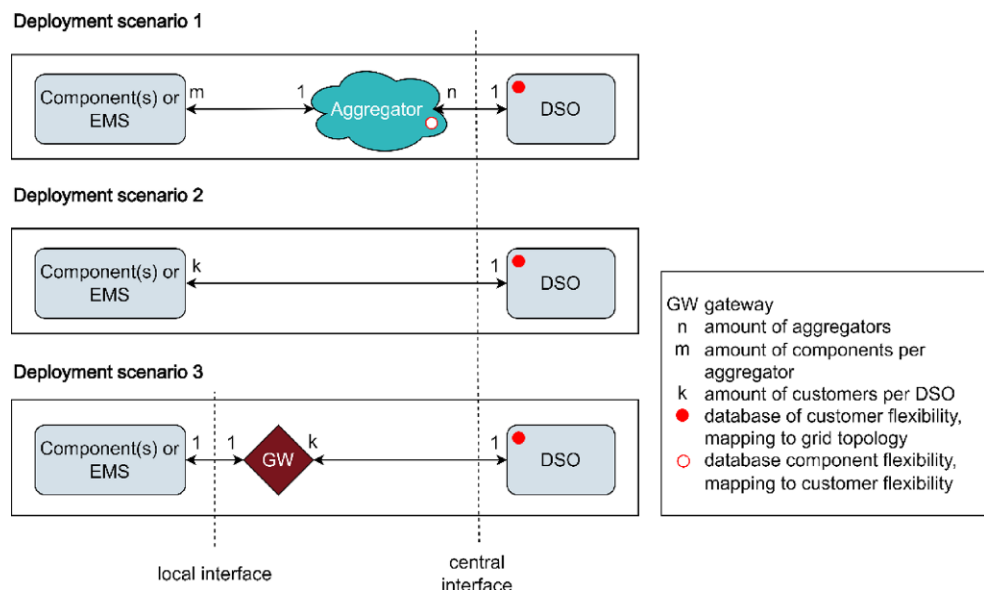 Deployment scenario 1
Component(s) or
EMS
m
1
Aggregator
n
1
DSO
Deployment scenario 2
Component(s) or
EMS
k
1
DSO
Deployment scenario 3
Component(s) or
EMS
1
1
GW
k
1
DSO
local interface
central
interface
GW gateway
n amount of aggregators
m amount of components per
aggregator
k amount of customers per DSO
database of customer flexibility,
mapping to grid topology
database component flexibility,
mapping to customer flexibility